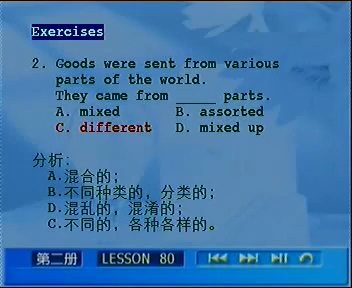 Exercises
2. Goods were sent from various
parts of the world.
They came from _____ parts.
A. mixed B. assorted
C. different D. mixed up
分析:
A.混合的;
B.不同种类的, 分类的;
D.混乱的, 混淆的;
C.不同的, 各种各样的。
第二册 LESSON 80